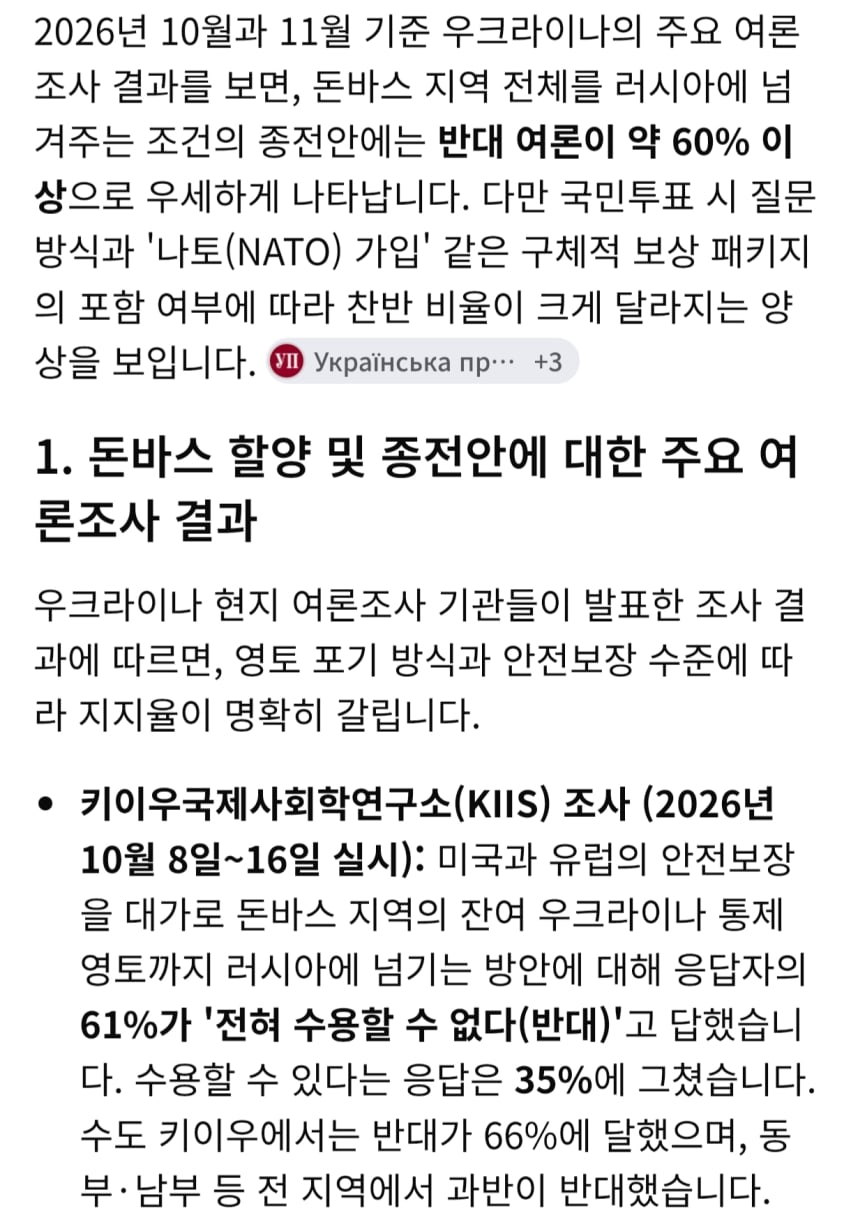 2026년 10월과 11월 기준 우크라이나의 주요 여론
조사 결과를 보면, 돈바스 지역 전체를 러시아에 넘
겨주는 조건의 종전안에는 반대 여론이 약 60% 이
상으로 우세하게 나타납니다. 다만 국민투표 시 질문
방식과 '나토(NATO) 가입' 같은 구체적 보상 패키지
의 포함 여부에 따라 찬반 비율이 크게 달라지는 양
상을 보입니다. УП Українська пр… +3
1. 돈바스 할양 및 종전안에 대한 주요 여
론조사 결과
우크라이나 현지 여론조사 기관들이 발표한 조사 결
과에 따르면, 영토 포기 방식과 안전보장 수준에 따
라 지지율이 명확히 갈립니다.
• 키이우국제사회학연구소(KIIS) 조사 (2026년
10월 8일~16일 실시): 미국과 유럽의 안전보장
을 대가로 돈바스 지역의 잔여 우크라이나 통제
영토까지 러시아에 넘기는 방안에 대해 응답자의
61%가 '전혀 수용할 수 없다(반대)'고 답했습니
다. 수용할 수 있다는 응답은 35%에 그쳤습니다.
수도 키이우에서는 반대가 66%에 달했으며, 동
부·남부 등 전 지역에서 과반이 반대했습니다.